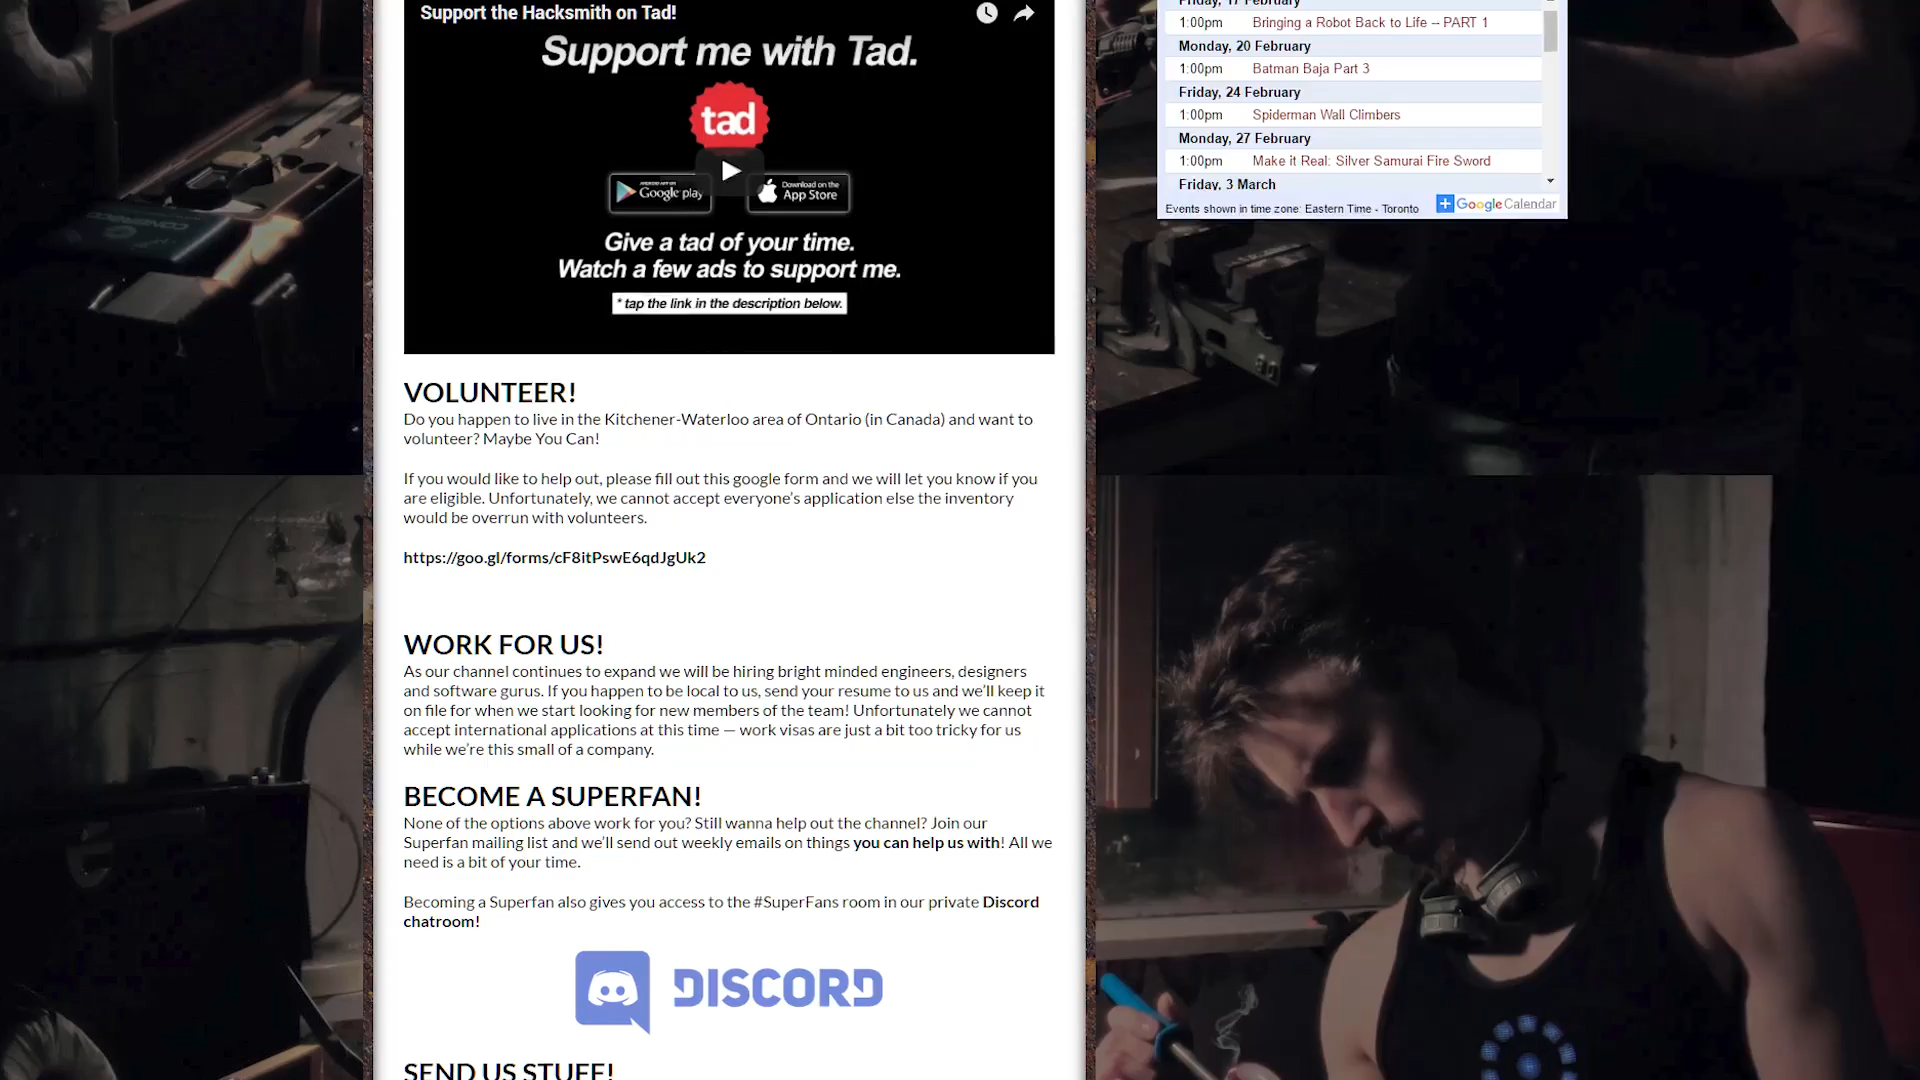 Support the Hacksmith on Tad!
Support me with Tad.
tad
ANDROID APP ON
Google play
Download on the
App Store
Give a tad of your time.
Watch a few ads to support me.
* tap the link in the description below.
VOLUNTEER!
Do you happen to live in the Kitchener-Waterloo area of Ontario (in Canada) and want to
volunteer? Maybe You Can!
If you would like to help out, please fill out this google form and we will let you know if you
are eligible. Unfortunately, we cannot accept everyone's application else the inventory
would be overrun with volunteers.
https://goo.gl/forms/cF8itPswE6qdJgUk2
WORK FOR US!
As our channel continues to expand we will be hiring bright minded engineers, designers
and software gurus. If you happen to be local to us, send your resume to us and we'll keep it
on file for when we start looking for new members of the team! Unfortunately we cannot
accept international applications at this time — work visas are just a bit too tricky for us
while we're this small of a company.
BECOME A SUPERFAN!
None of the options above work for you? Still wanna help out the channel? Join our
Superfan mailing list and we'll send out weekly emails on things you can help us with! All we
need is a bit of your time.
Becoming a Superfan also gives you access to the #SuperFans room in our private Discord
chatroom!
DISCORD
SEND US STUFF!
Friday, 17 February
1:00pm Bringing a Robot Back to Life -- PART 1
Monday, 20 February
1:00pm Batman Baja Part 3
Friday, 24 February
1:00pm Spiderman Wall Climbers
Monday, 27 February
1:00pm Make it Real: Silver Samurai Fire Sword
Friday, 3 March
Events shown in time zone: Eastern Time - Toronto
Google Calendar